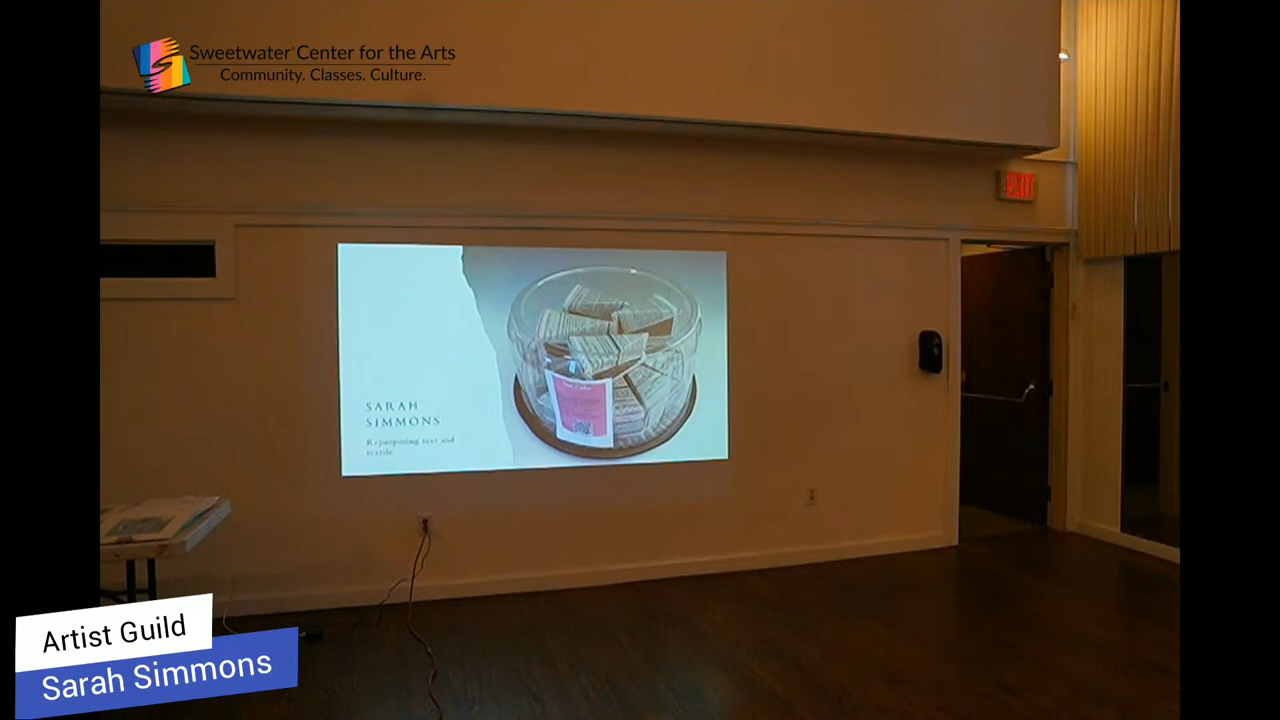 Sweetwater Center for the Arts
Community. Classes. Culture.
EXIT
SARAH
SIMMONS
Repurposing text and
textile
Artist Guild
Sarah Simmons